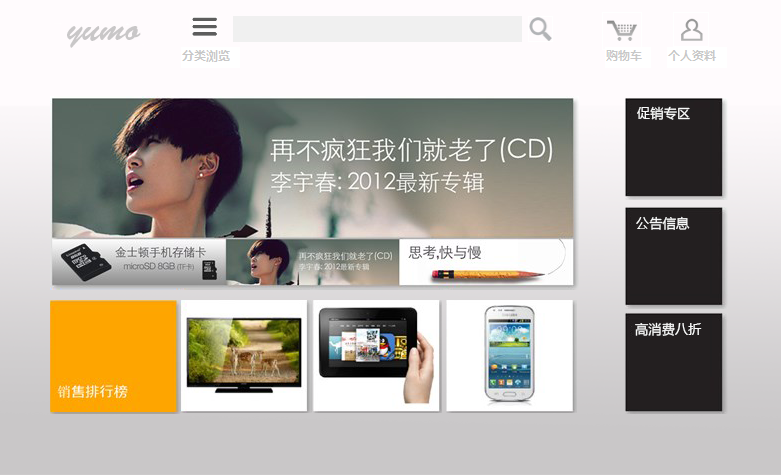 yumo
分类浏览
购物车
个人资料
再不疯狂我们就老了(CD)
李宇春: 2012最新专辑
金士顿手机存储卡
microSD 8GB (TF卡)
再不疯狂我们就老了(CD)
李宇春: 2012最新专辑
思考,快与慢
销售排行榜
促销专区
公告信息
高消费八折